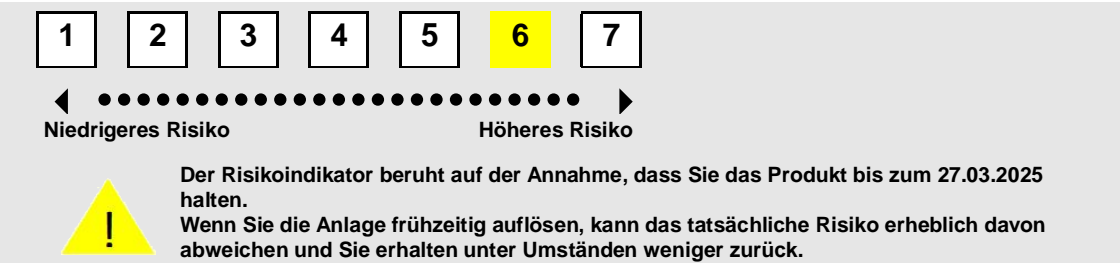 1 2 3 4 5 6 7
Niedrigeres Risiko Höheres Risiko
Der Risikoindikator beruht auf der Annahme, dass Sie das Produkt bis zum 27.03.2025
halten.
Wenn Sie die Anlage frühzeitig auflösen, kann das tatsächliche Risiko erheblich davon
abweichen und Sie erhalten unter Umständen weniger zurück.
!